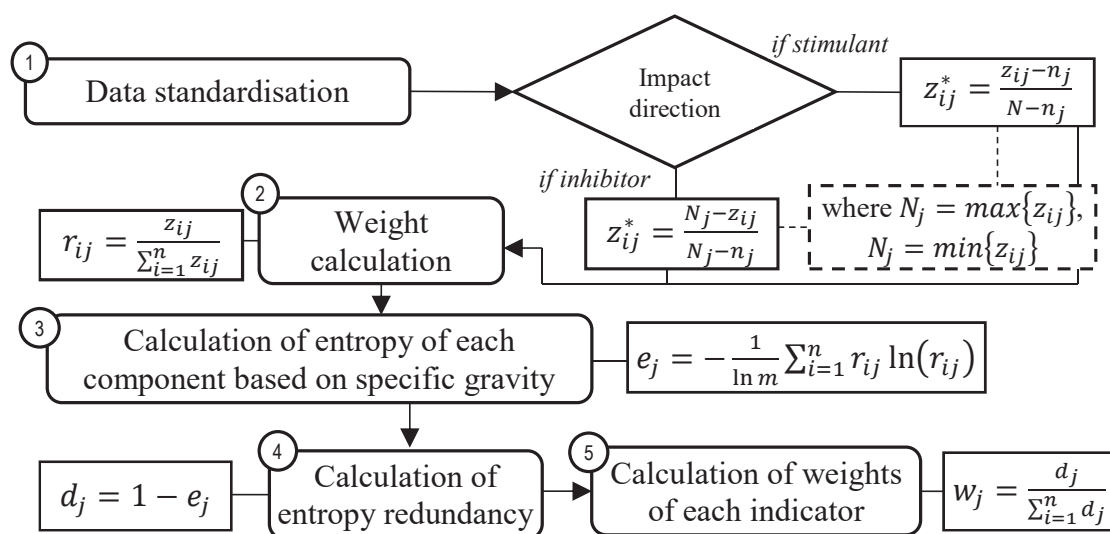 1
Data standardisation
Impact
direction
if stimulant
z*ij = (zij−nj)/(N−nj)
if inhibitor
z*ij = (Nj−zij)/(Nj−nj)
where Nj = max{zij},
Nj = min{zij}
2
Weight
calculation
rij = zij/∑ⁿi=1 zij
3
Calculation of entropy of each
component based on specific gravity
ej = −(1/ln m) ∑ⁿi=1 rij ln(rij)
4
Calculation of
entropy redundancy
dj = 1 − ej
5
Calculation of weights
of each indicator
wj = dj/∑ⁿi=1 dj